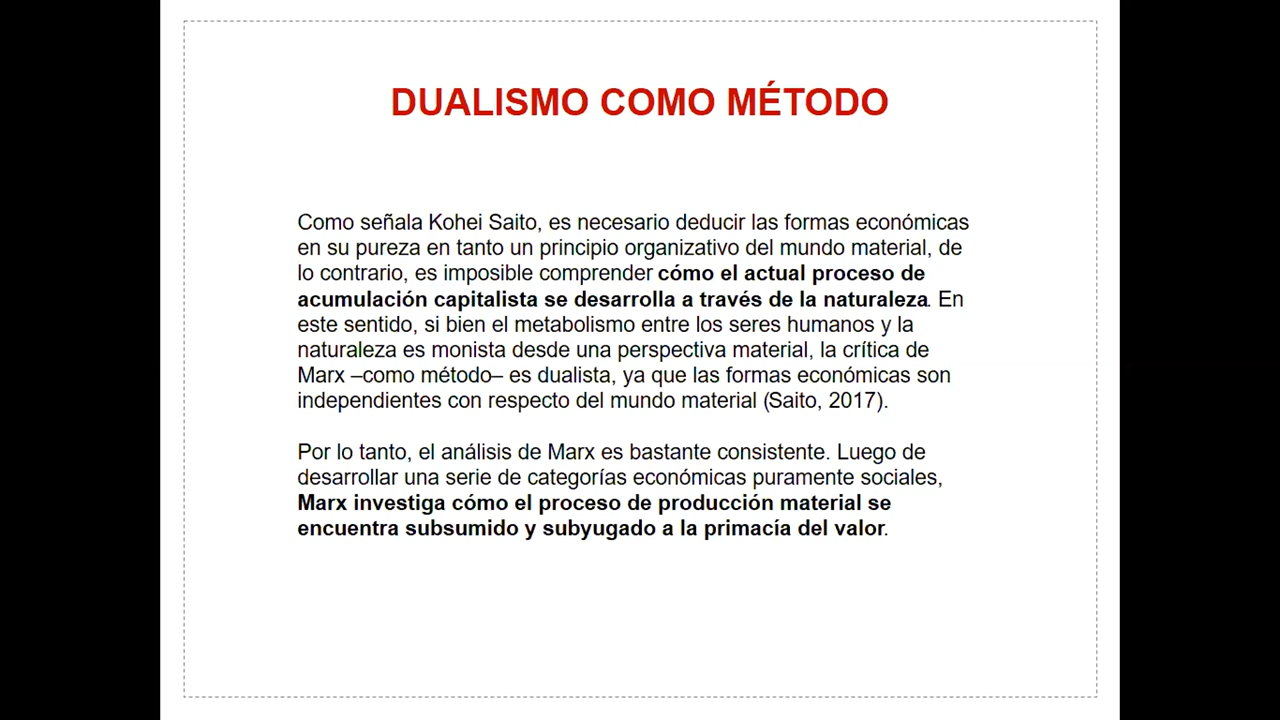 DUALISMO COMO MÉTODO
Como señala Kohei Saito, es necesario deducir las formas económicas
en su pureza en tanto un principio organizativo del mundo material, de
lo contrario, es imposible comprender cómo el actual proceso de
acumulación capitalista se desarrolla a través de la naturaleza. En
este sentido, si bien el metabolismo entre los seres humanos y la
naturaleza es monista desde una perspectiva material, la crítica de
Marx –como método– es dualista, ya que las formas económicas son
independientes con respecto del mundo material (Saito, 2017).
Por lo tanto, el análisis de Marx es bastante consistente. Luego de
desarrollar una serie de categorías económicas puramente sociales,
Marx investiga cómo el proceso de producción material se
encuentra subsumido y subyugado a la primacía del valor.